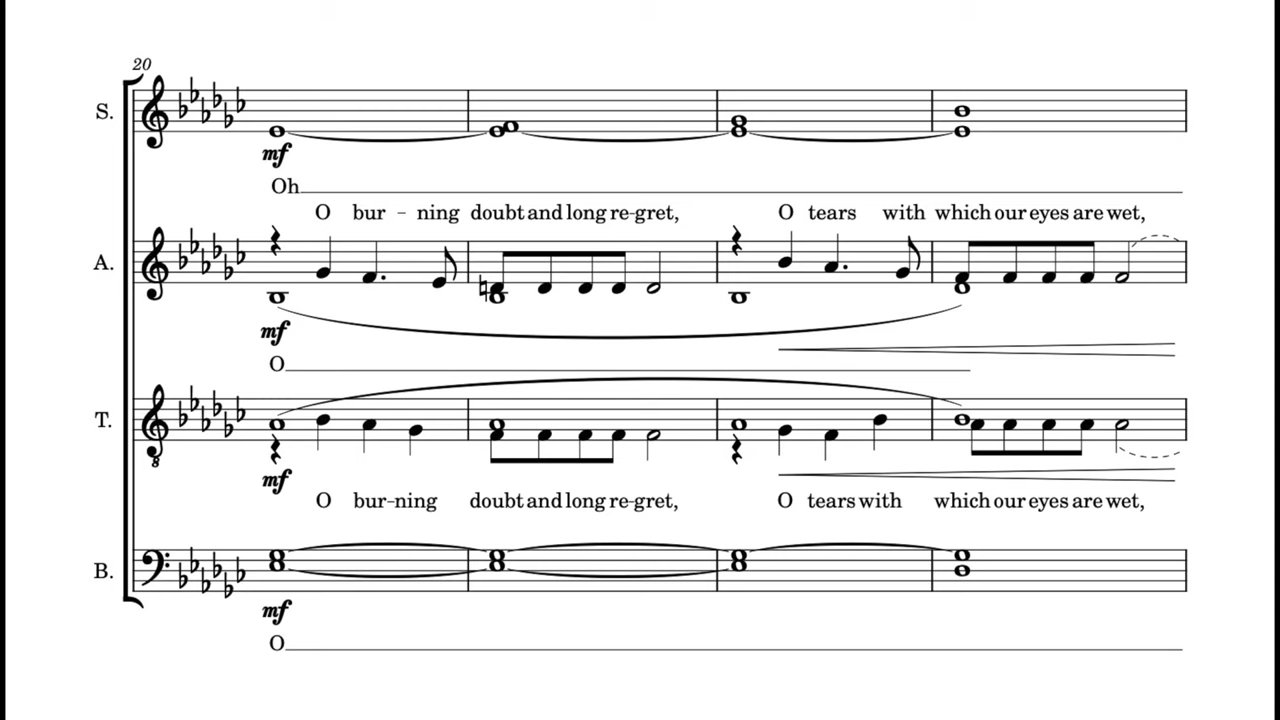 20
S.
mf
Oh
O bur - ning doubt and long re-gret, O tears with which our eyes are wet,
A.
mf
O
T.
8
mf
O bur-ning doubt and long re-gret, O tears with which our eyes are wet,
B.
mf
O